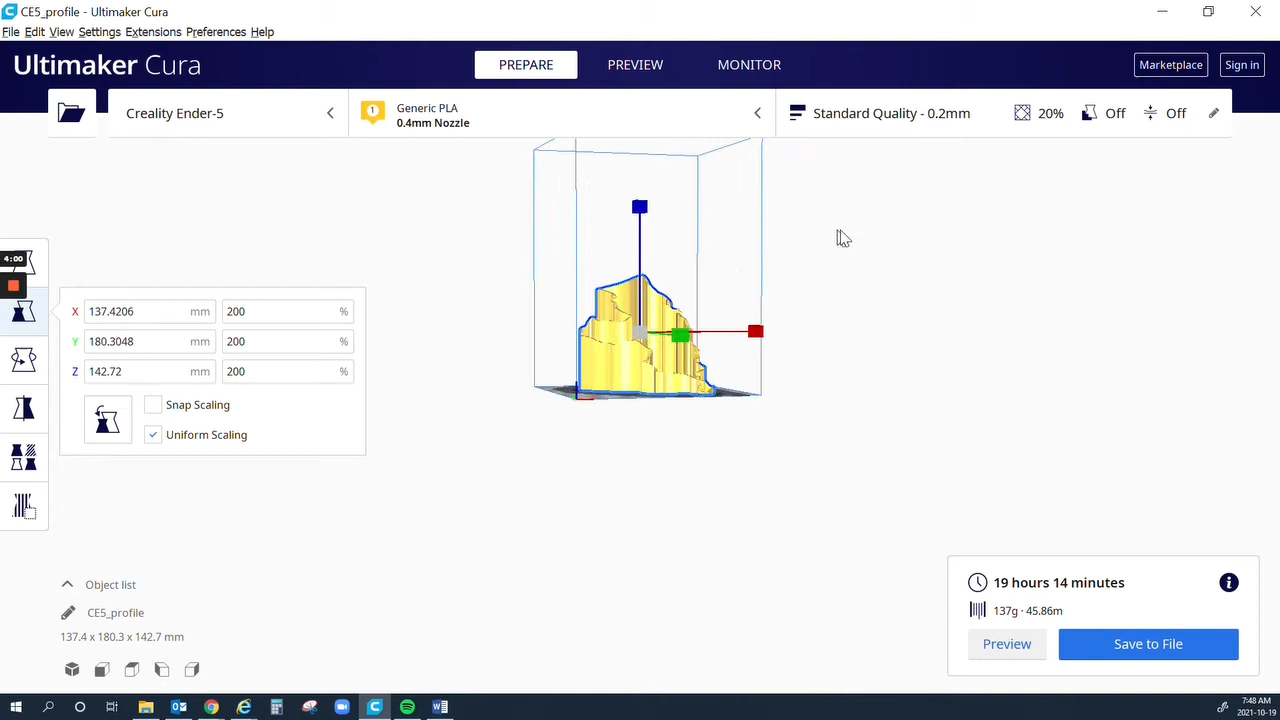 CE5_profile - Ultimaker Cura
File Edit View Settings Extensions Preferences Help
Ultimaker Cura
PREPARE
PREVIEW
MONITOR
Marketplace
Sign in
Creality Ender-5
1
Generic PLA
0.4mm Nozzle
Standard Quality - 0.2mm
20%
Off
Off
4:00
X 137.4206 mm 200 %
Y 180.3048 mm 200 %
Z 142.72 mm 200 %
Snap Scaling
Uniform Scaling
Object list
CE5_profile
137.4 x 180.3 x 142.7 mm
19 hours 14 minutes
137g · 45.86m
Preview
Save to File
7:48 AM
2021-10-19